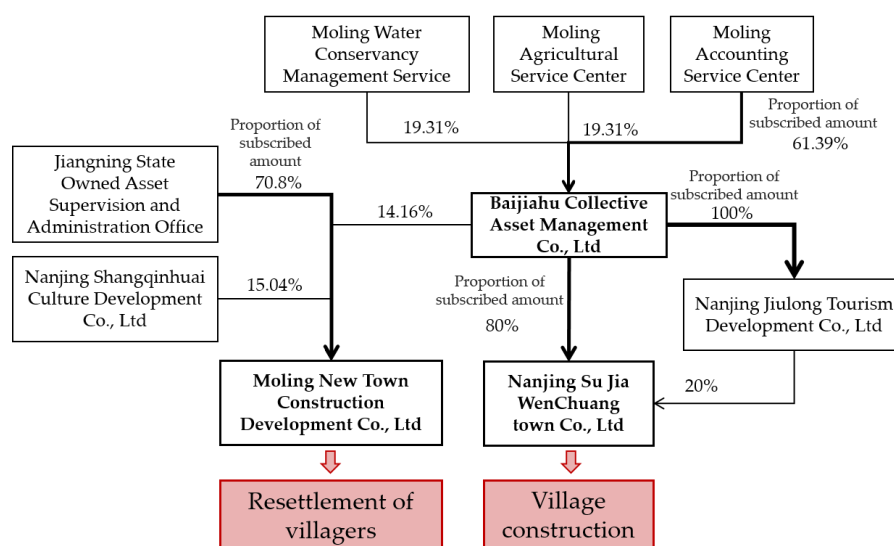 Moling Water
Conservancy
Management Service
Moling
Agricultural
Service Center
Moling
Accounting
Service Center
19.31%
19.31%
Proportion of
subscribed amount
61.39%
Jiangning State
Owned Asset
Supervision and
Administration Office
Proportion of
subscribed
amount
70.8%
14.16%
Baijiahu Collective
Asset Management
Co., Ltd
Proportion of
subscribed amount
100%
Nanjing Shangqinhuai
Culture Development
Co., Ltd
15.04%
Proportion of
subscribed amount
80%
Nanjing Jiulong Tourism
Development Co., Ltd
Moling New Town
Construction
Development Co., Ltd
Nanjing Su Jia
WenChuang
town Co., Ltd
20%
Resettlement of
villagers
Village
construction